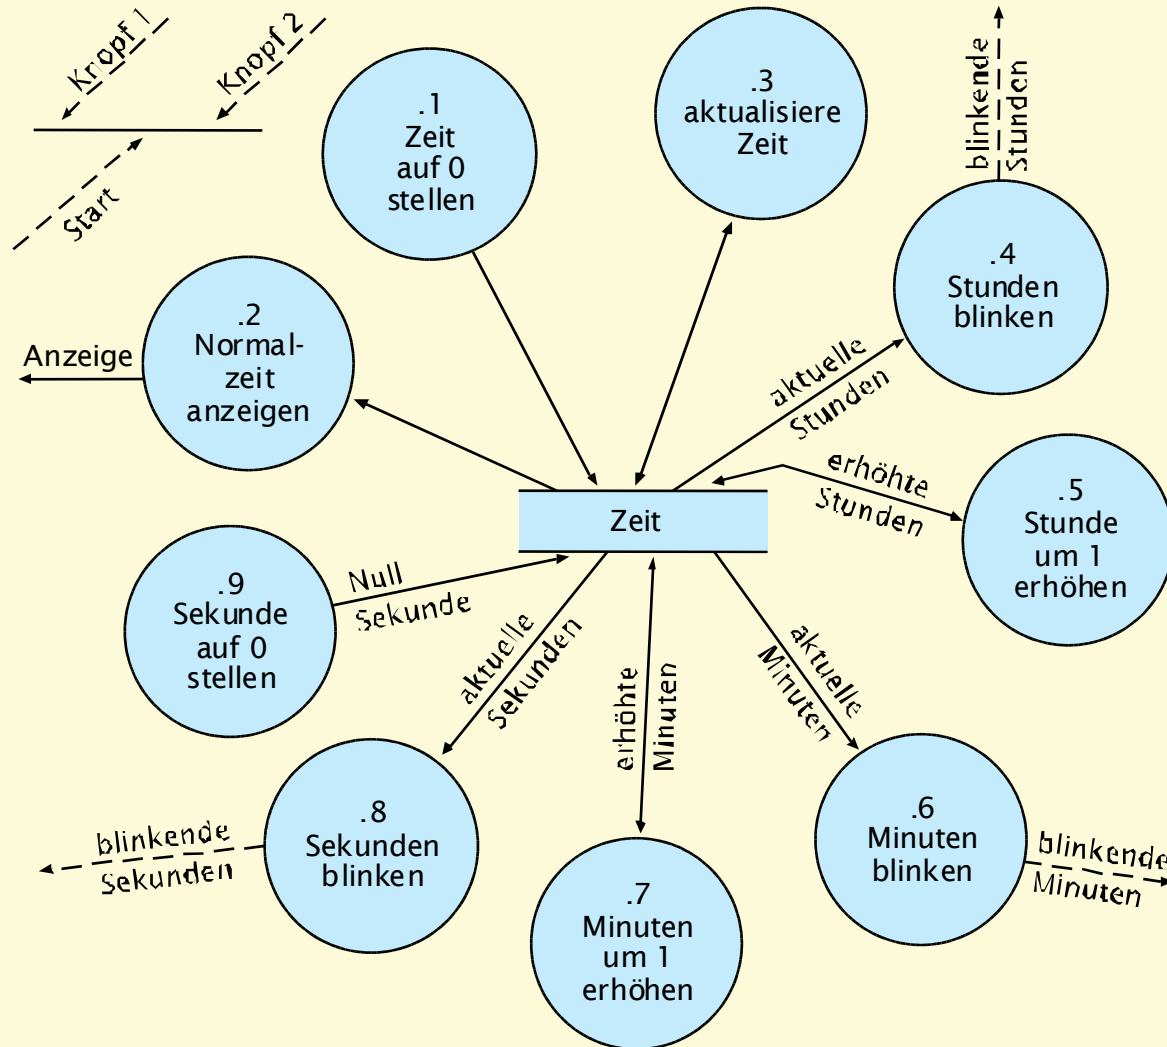 Knopf 1
Knopf 2
Start
.1
Zeit
auf 0
stellen
.3
aktualisiere
Zeit
blinkende
Stunden
.4
Stunden
blinken
.2
Normal-
zeit
anzeigen
Anzeige
aktuelle
Stunden
erhöhte
Stunden
.5
Stunde
um 1
erhöhen
Zeit
.9
Sekunde
auf 0
stellen
Null
Sekunde
aktuelle
Sekunden
erhöhte
Minuten
aktuelle
Minuten
.8
Sekunden
blinken
blinkende
Sekunden
.7
Minuten
um 1
erhöhen
.6
Minuten
blinken
blinkende
Minuten